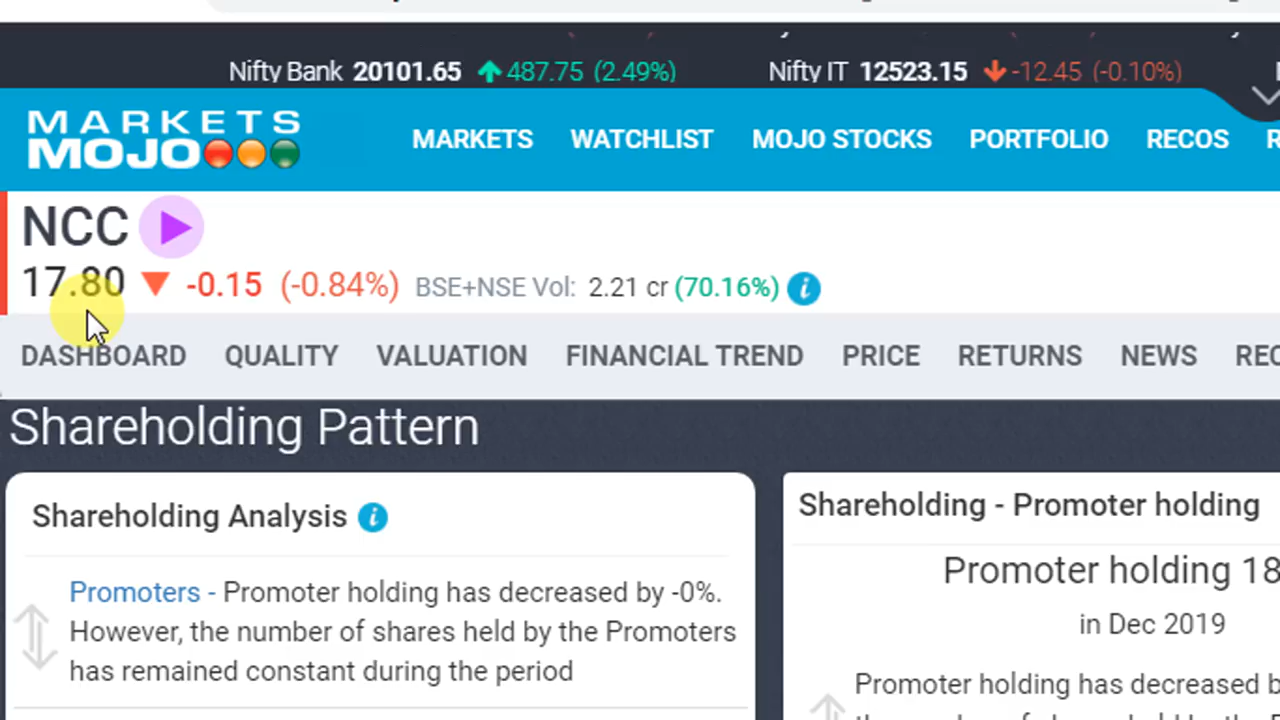 Nifty Bank 20101.65 487.75 (2.49%) Nifty IT 12523.15 -12.45 (-0.10%)
MARKETS
MOJO
MARKETS WATCHLIST MOJO STOCKS PORTFOLIO RECOS
NCC
17.80 -0.15 (-0.84%) BSE+NSE Vol: 2.21 cr (70.16%) i
DASHBOARD QUALITY VALUATION FINANCIAL TREND PRICE RETURNS NEWS
Shareholding Pattern
Shareholding Analysis i
Promoters - Promoter holding has decreased by -0%.
However, the number of shares held by the Promoters
has remained constant during the period
Shareholding - Promoter holding
Promoter holding 18
in Dec 2019
Promoter holding has decreased b